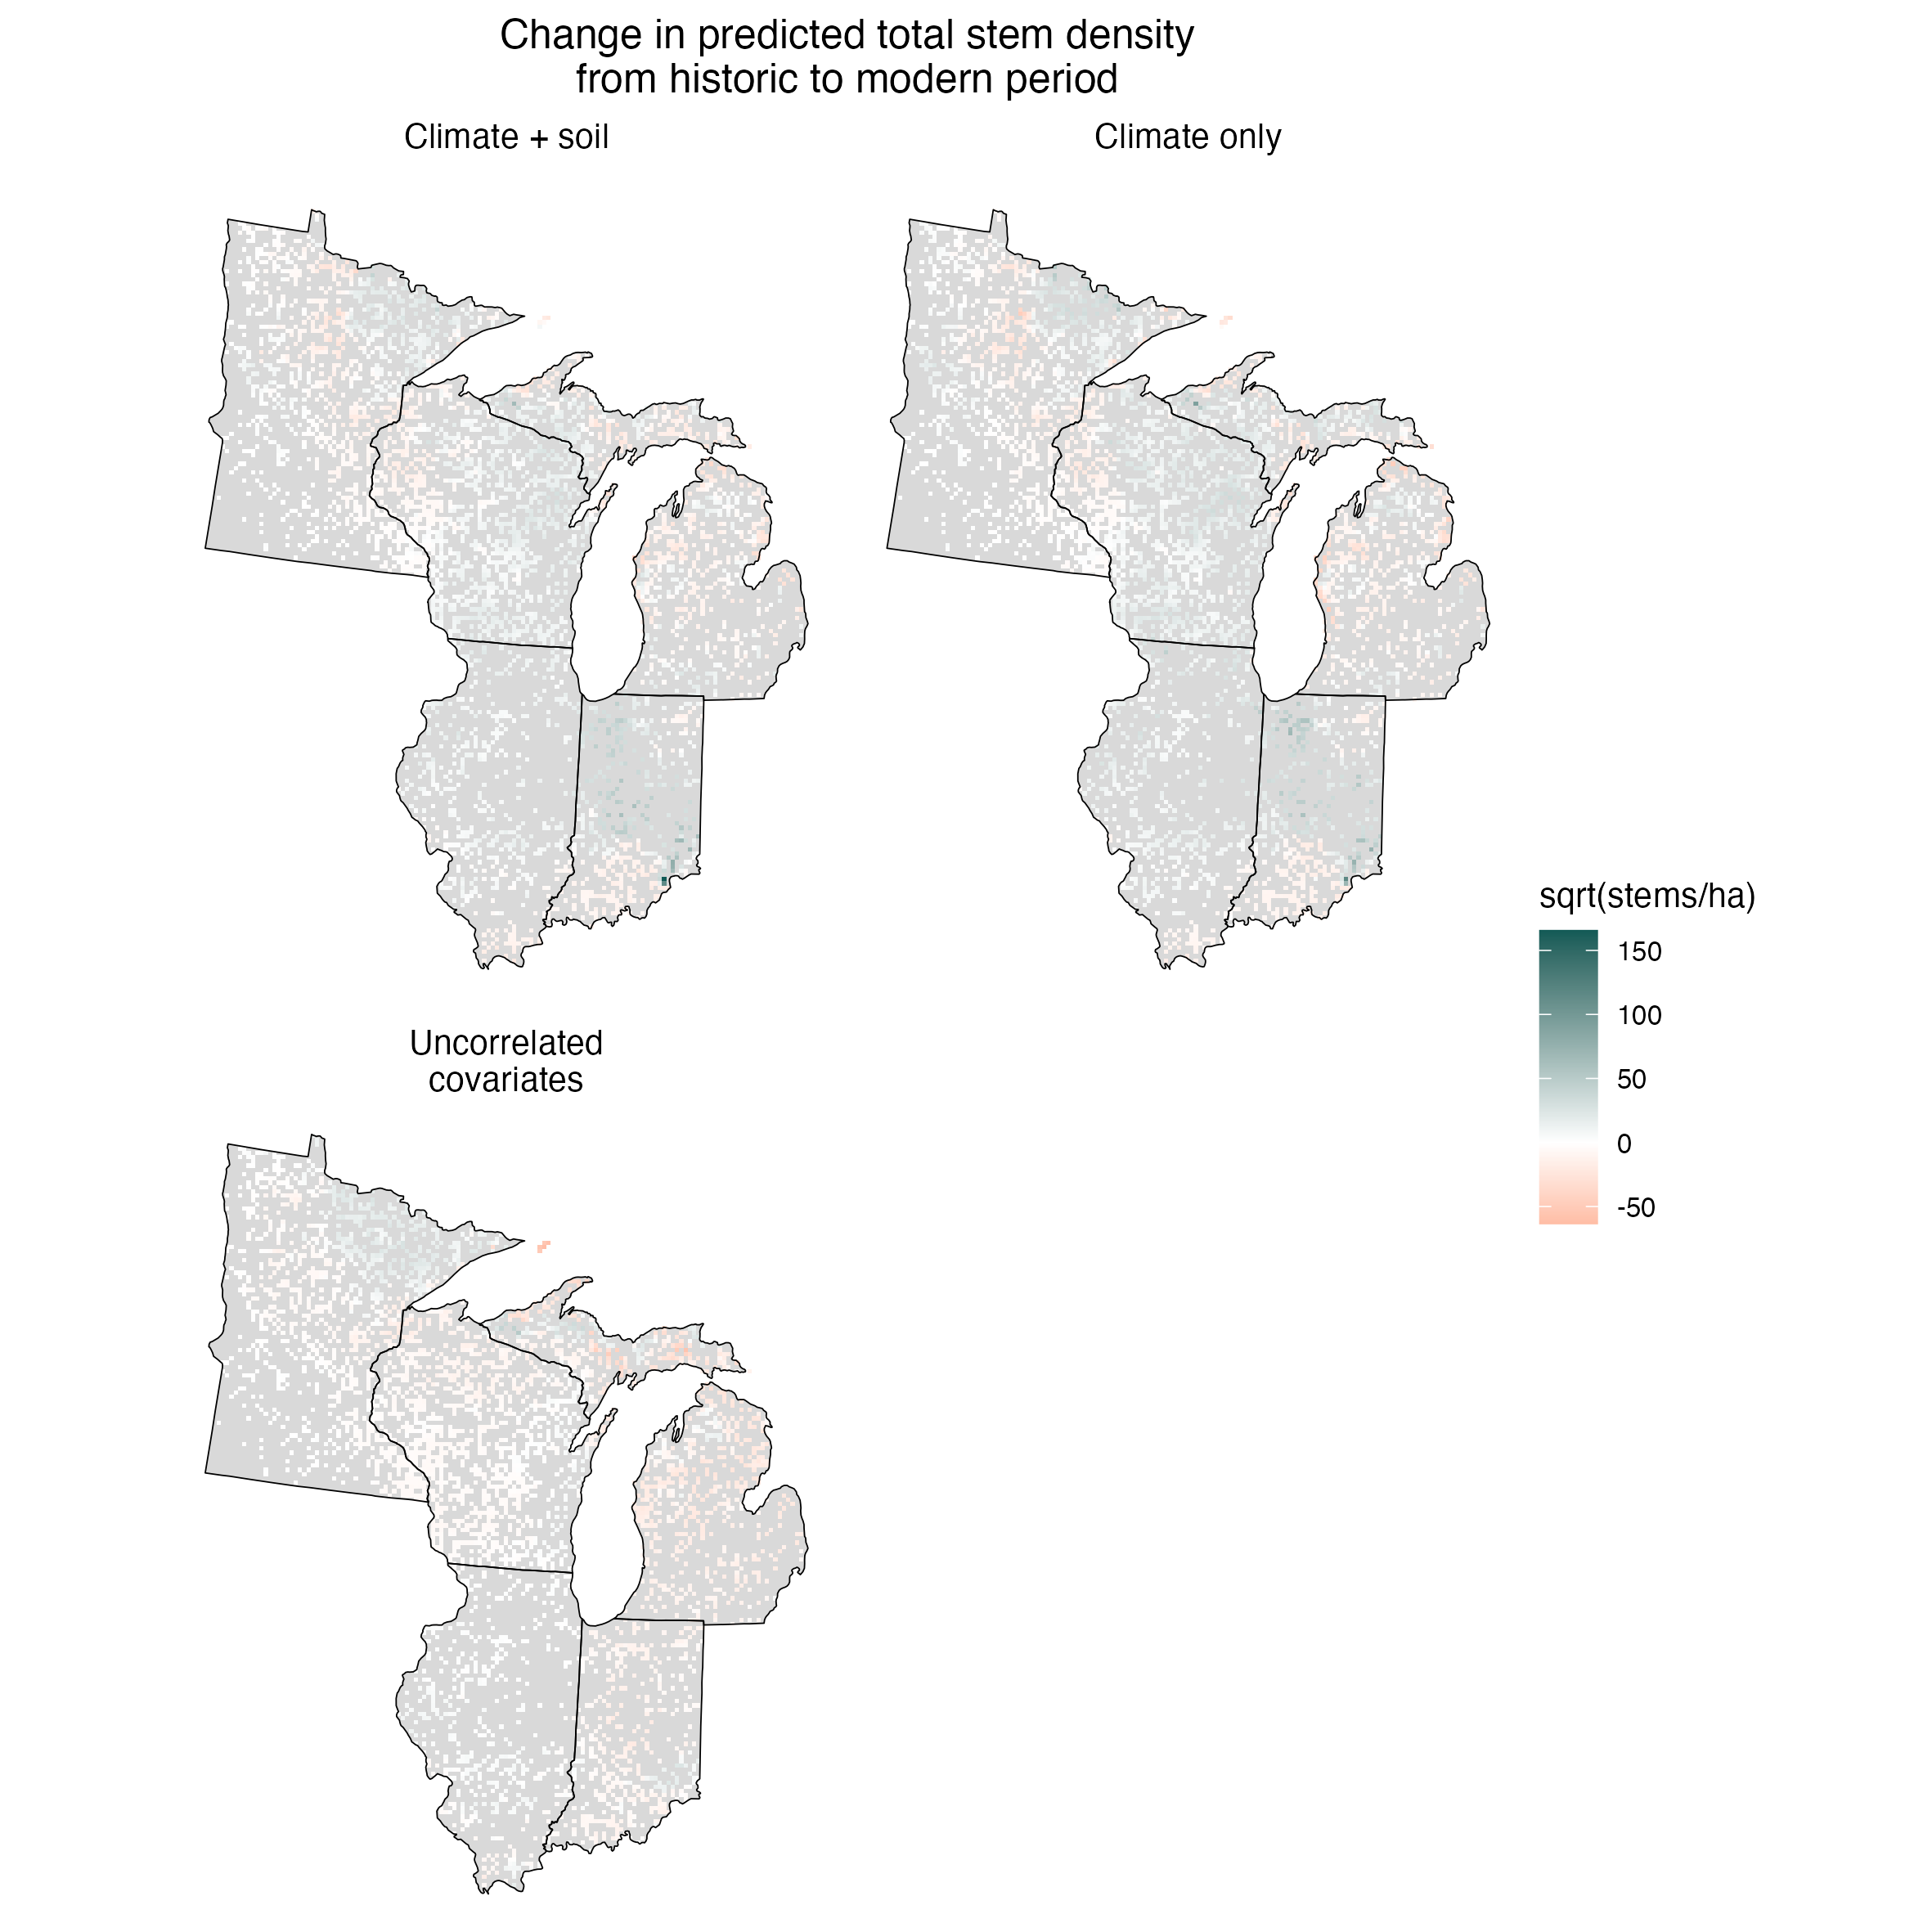 Change in predicted total stem density
from historic to modern period
Climate + soil
Climate only
sqrt(stems/ha)
150
100
50
0
-50
Uncorrelated
covariates